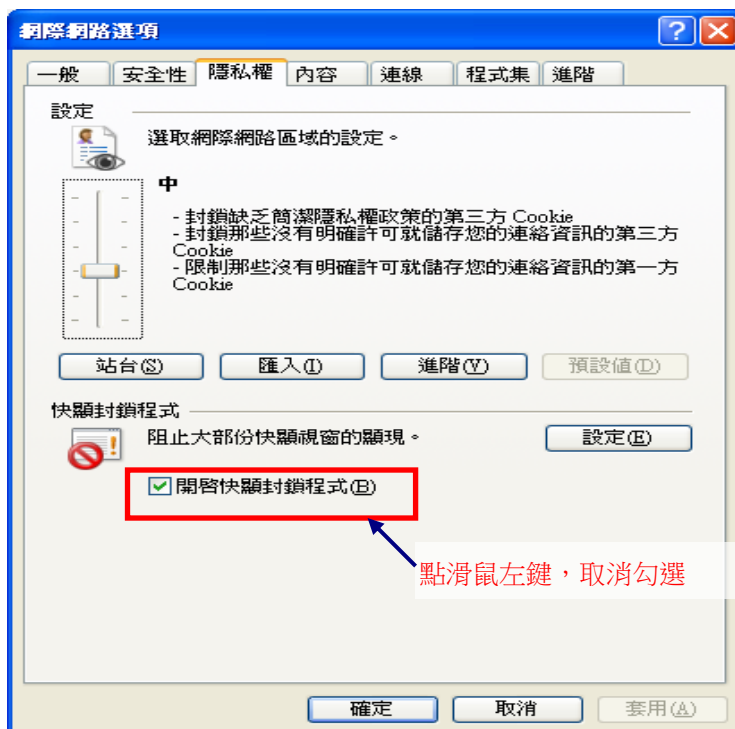 網際網路選項
一般 安全性 隱私權 內容 連線 程式集 進階
設定
選取網際網路區域的設定。
中
- 封鎖缺乏簡潔隱私權政策的第三方 Cookie
- 封鎖那些沒有明確許可就儲存您的連絡資訊的第三方
Cookie
- 限制那些沒有明確許可就儲存您的連絡資訊的第一方
Cookie
站台(S) 匯入(I) 進階(V) 預設值(D)
快顯封鎖程式
阻止大部份快顯視窗的顯現。 設定(E)
開啓快顯封鎖程式(B)
點滑鼠左鍵，取消勾選
確定 取消 套用(A)